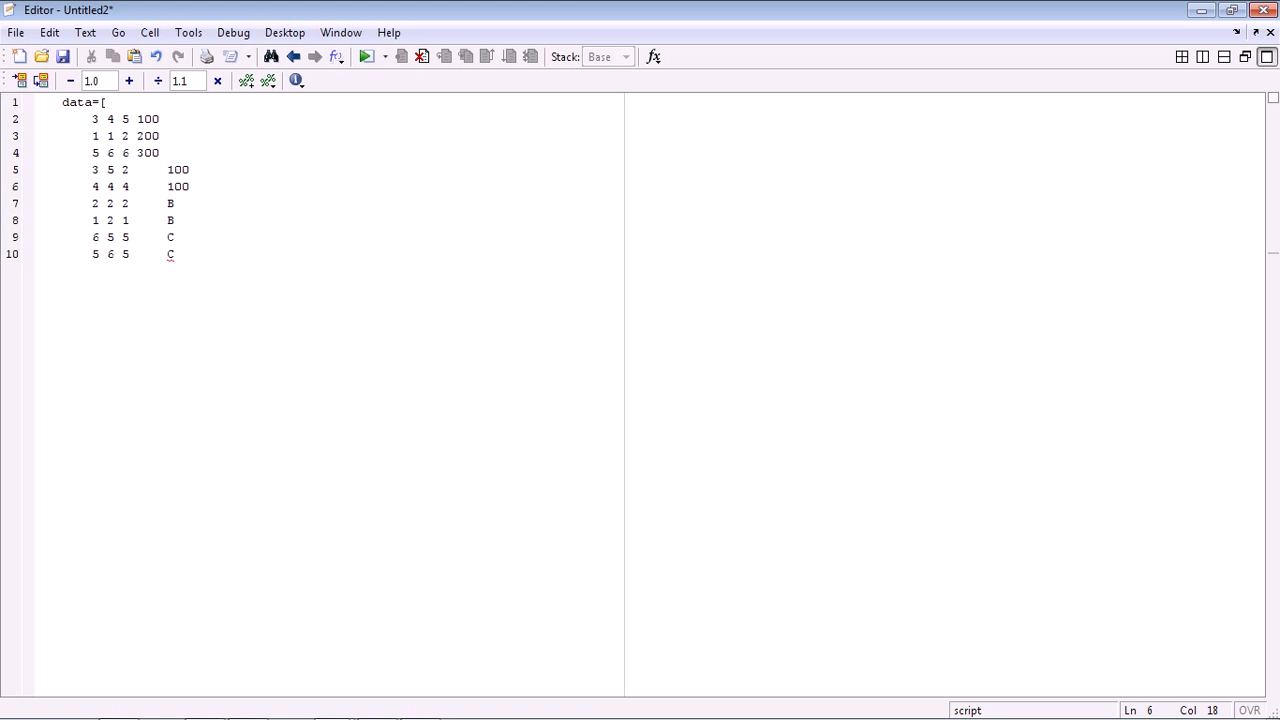 Editor - Untitled2*
File Edit Text Go Cell Tools Debug Desktop Window Help
Stack: Base fx
1.0 1.1
1 data=[
2 3 4 5 100
3 1 1 2 200
4 5 6 6 300
5 3 5 2 100
6 4 4 4 100
7 2 2 2 B
8 1 2 1 B
9 6 5 5 C
10 5 6 5 C
script Ln 6 Col 18 OVR